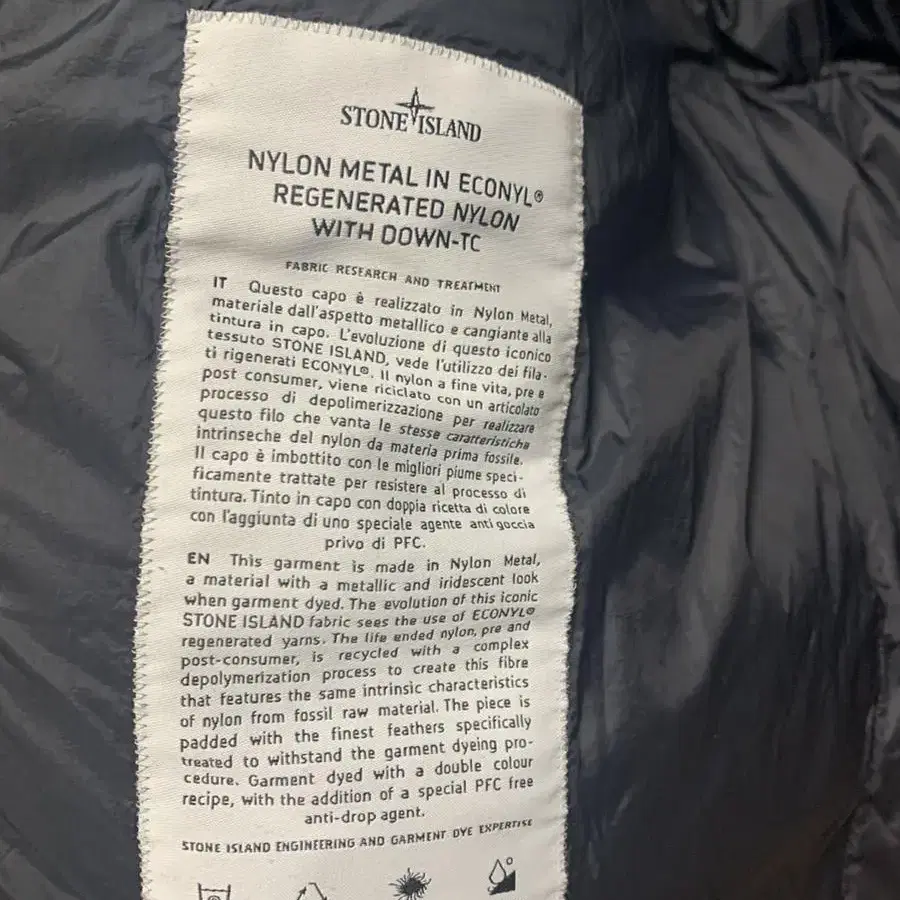 STONE ISLAND
NYLON METAL IN ECONYL®
REGENERATED NYLON
WITH DOWN-TC
FABRIC RESEARCH AND TREATMENT
IT Questo capo è realizzato in Nylon Metal,
materiale dall'aspetto metallico e cangiante alla
tintura in capo. L'evoluzione di questo iconico
tessuto STONE ISLAND, vede l'utilizzo dei fila-
ti rigenerati ECONYL®. Il nylon a fine vita, pre e
post consumer, viene riciclato con un articolato
processo di depolimerizzazione per realizzare
questo filo che vanta le stesse caratteristiche
intrinseche del nylon da materia prima fossile.
Il capo è imbottito con le migliori piume speci-
ficamente trattate per resistere al processo di
tintura. Tinto in capo con doppia ricetta di colore
con l'aggiunta di uno speciale agente anti goccia
privo di PFC.
EN This garment is made in Nylon Metal,
a material with a metallic and iridescent look
when garment dyed. The evolution of this iconic
STONE ISLAND fabric sees the use of ECONYL®
regenerated yarns. The life ended nylon, pre and
post-consumer, is recycled with a complex
depolymerization process to create this fibre
that features the same intrinsic characteristics
of nylon from fossil raw material. The piece is
padded with the finest feathers specifically
treated to withstand the garment dyeing pro-
cedure. Garment dyed with a double colour
recipe, with the addition of a special PFC free
anti-drop agent.
STONE ISLAND ENGINEERING AND GARMENT DYE EXPERTISE